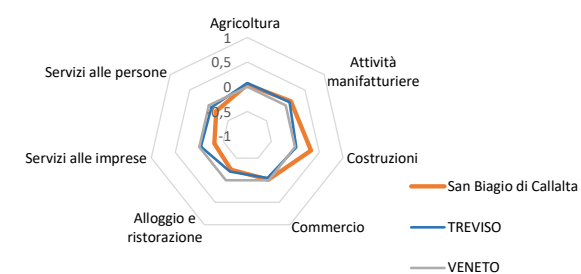 Agricoltura
1
0,5
0
-0,5
-1
Attività
manifatturiere
Costruzioni
Commercio
Alloggio e
ristorazione
Servizi alle imprese
Servizi alle persone
San Biagio di Callalta
TREVISO
VENETO